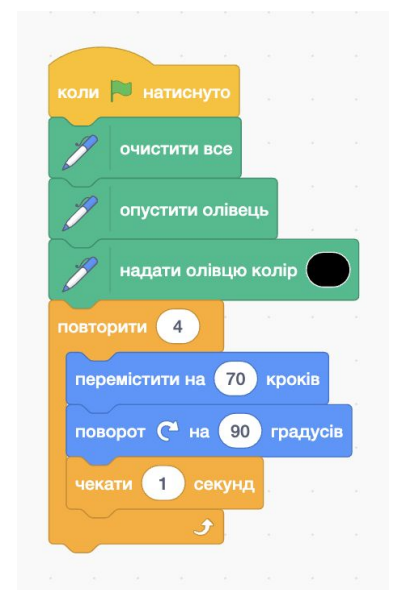 коли натиснуто
очистити все
опустити олівець
надати олівцю колір
повторити 4
перемістити на 70 кроків
поворот на 90 градусів
чекати 1 секунд